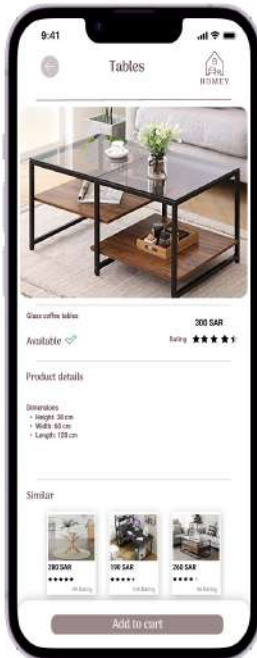 9:41
Tables
HOMEY
Glass coffee tables
300 SAR
Available
Rating
Product details
Dimensions
• Height: 30 cm
• Width: 60 cm
• Length: 120 cm
Similar
280 SAR
190 SAR
260 SAR
Add to cart